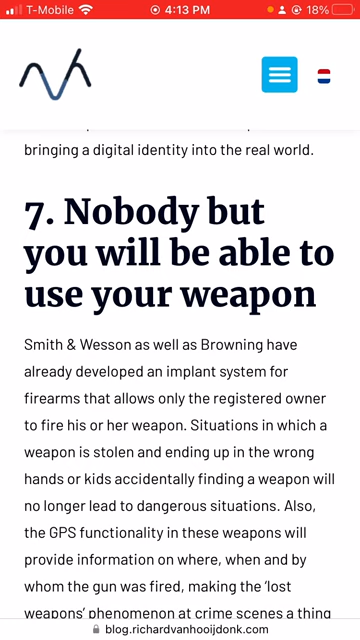 T-Mobile 4:13 PM 18%
bringing a digital identity into the real world.
7. Nobody but
you will be able to
use your weapon
Smith & Wesson as well as Browning have
already developed an implant system for
firearms that allows only the registered owner
to fire his or her weapon. Situations in which a
weapon is stolen and ending up in the wrong
hands or kids accidentally finding a weapon will
no longer lead to dangerous situations. Also,
the GPS functionality in these weapons will
provide information on where, when and by
whom the gun was fired, making the ‘lost
weapons’ phenomenon at crime scenes a thing
blog.richardvanhooijdonk.com